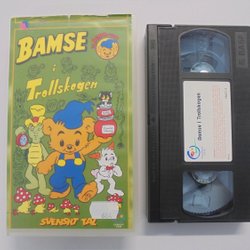 BAMSE
i
Trollskogen
SVENSKT TAL
Bamse i Trollskogen